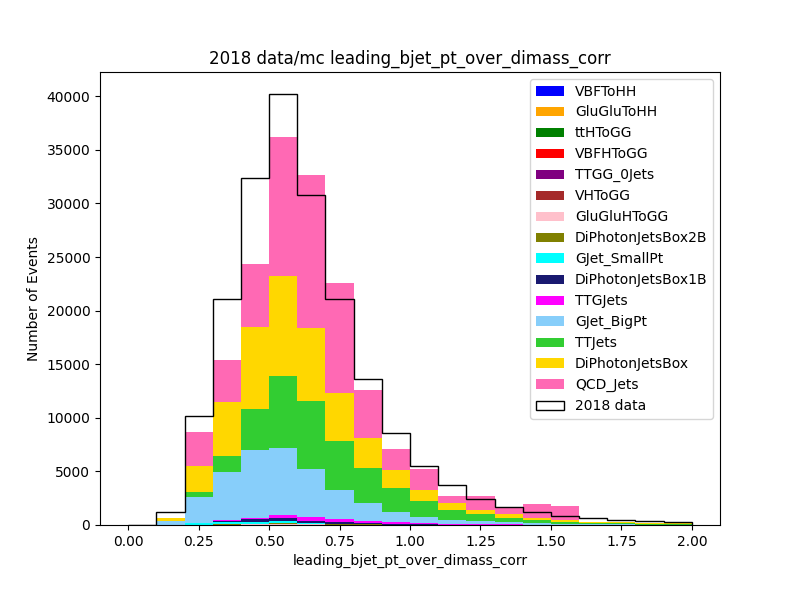 2018 data/mc leading_bjet_pt_over_dimass_corr
Number of Events
40000
35000
30000
25000
20000
15000
10000
5000
0
0.00 0.25 0.50 0.75 1.00 1.25 1.50 1.75 2.00
leading_bjet_pt_over_dimass_corr
VBFToHH
GluGluToHH
ttHToGG
VBFHToGG
TTGG_0Jets
VHToGG
GluGluHToGG
DiPhotonJetsBox2B
GJet_SmallPt
DiPhotonJetsBox1B
TTGJets
GJet_BigPt
TTJets
DiPhotonJetsBox
QCD_Jets
2018 data